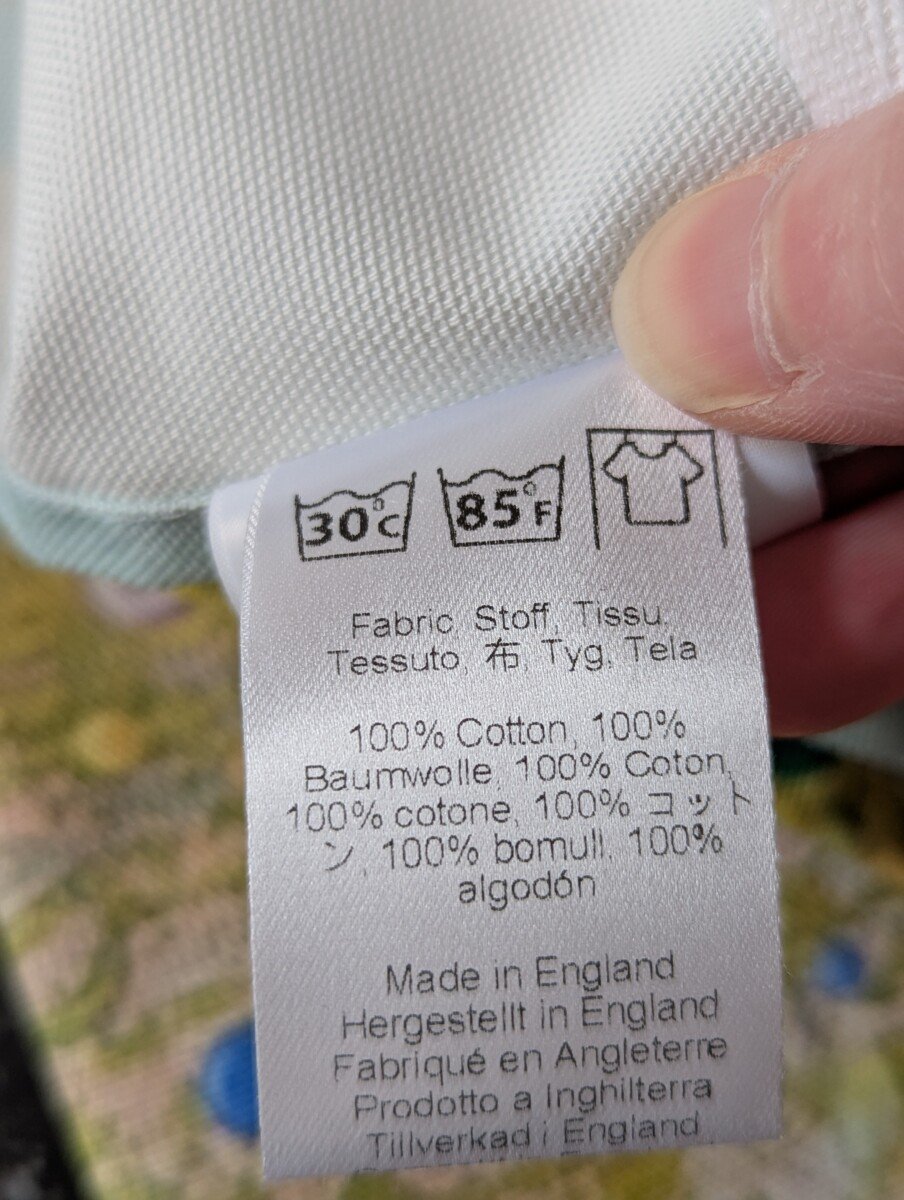 30°C 85°F
Fabric, Stoff, Tissu,
Tessuto, 布, Tyg, Tela
100% Cotton, 100%
Baumwolle, 100% Coton,
100% cotone, 100% コット
ン, 100% bomull, 100%
algodón
Made in England
Hergestellt in England
Fabriqué en Angleterre
Prodotto a Inghilterra
Tillverkad i England